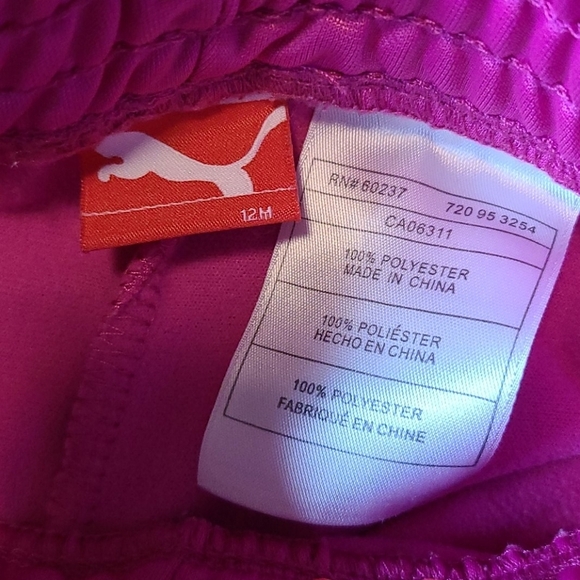 12M
RN# 60237 720 95 3254
CA06311
100% POLYESTER
MADE IN CHINA
100% POLIÉSTER
HECHO EN CHINA
100% POLYESTER
FABRIQUÉ EN CHINE